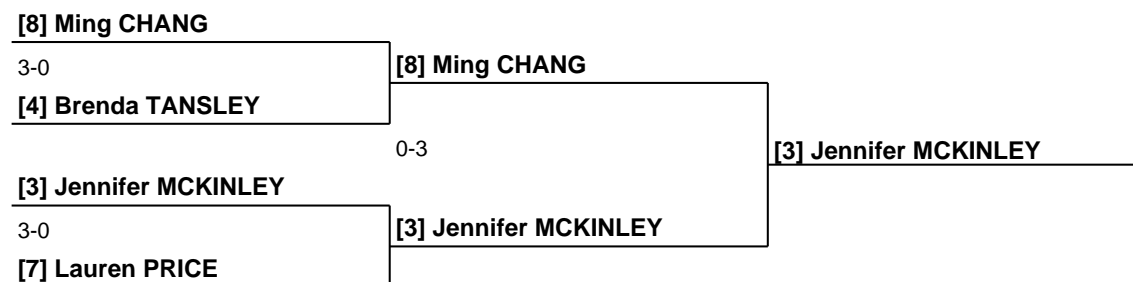 [8] Ming CHANG
3-0
[8] Ming CHANG
[4] Brenda TANSLEY
0-3
[3] Jennifer MCKINLEY
[3] Jennifer MCKINLEY
3-0
[3] Jennifer MCKINLEY
[7] Lauren PRICE